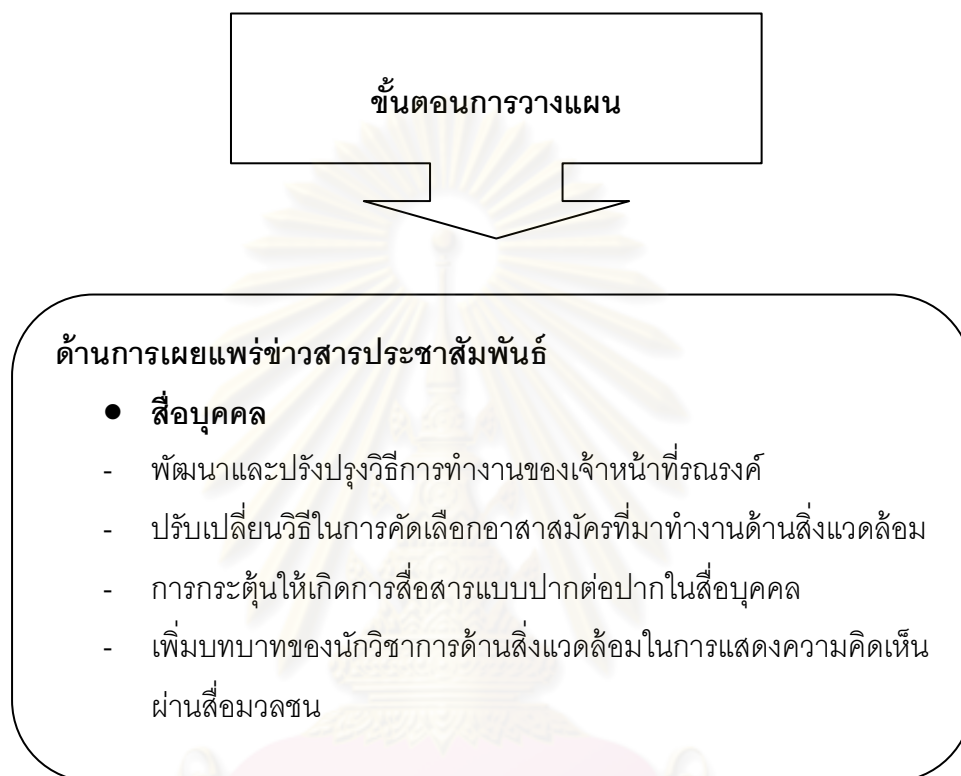 ขั้นตอนการวางแผน
ด้านการเผยแพร่ข่าวสารประชาสัมพันธ์
● สื่อบุคคล
- พัฒนาและปรังปรุงวิธีการทำงานของเจ้าหน้าที่รณรงค์
- ปรับเปลี่ยนวิธีในการคัดเลือกอาสาสมัครที่มาทำงานด้านสิ่งแวดล้อม
- การกระตุ้นให้เกิดการสื่อสารแบบปากต่อปากในสื่อบุคคล
- เพิ่มบทบาทของนักวิชาการด้านสิ่งแวดล้อมในการแสดงความคิดเห็น
ผ่านสื่อมวลชน